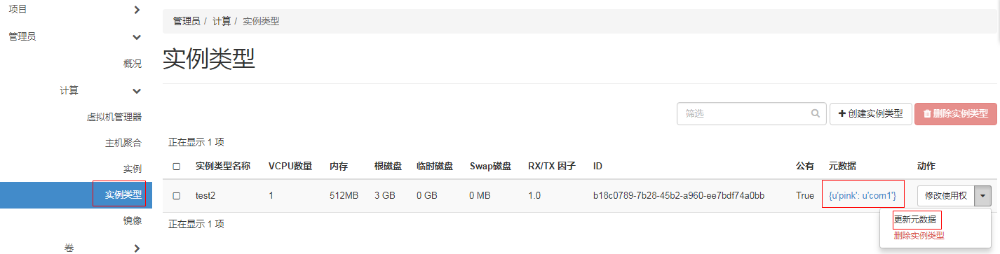 项目
管理员
概况
计算
虚拟机管理器
主机聚合
实例
实例类型
镜像
卷
管理员 / 计算 / 实例类型
实例类型
筛选 创建实例类型 删除实例类型
正在显示 1 项
实例类型名称 VCPU数量 内存 根磁盘 临时磁盘 Swap磁盘 RX/TX 因子 ID 公有 元数据 动作
test2 1 512MB 3 GB 0 GB 0 MB 1.0 b18c0789-7b28-45b2-a960-ee7bdf74a0bb True {u'pink': u'com1'} 修改使用权
更新元数据
删除实例类型
正在显示 1 项